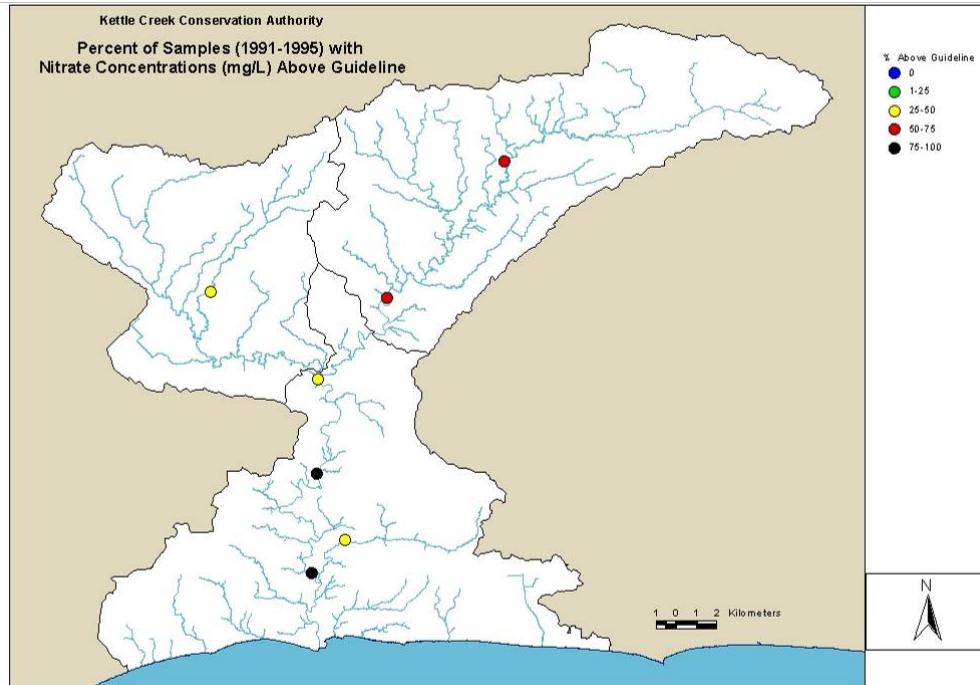 Kettle Creek Conservation Authority
Percent of Samples (1991-1995) with
Nitrate Concentrations (mg/L) Above Guideline
% Above Guideline
0
1-25
25-50
50-75
75-100
1 0 1 2 Kilometers
N